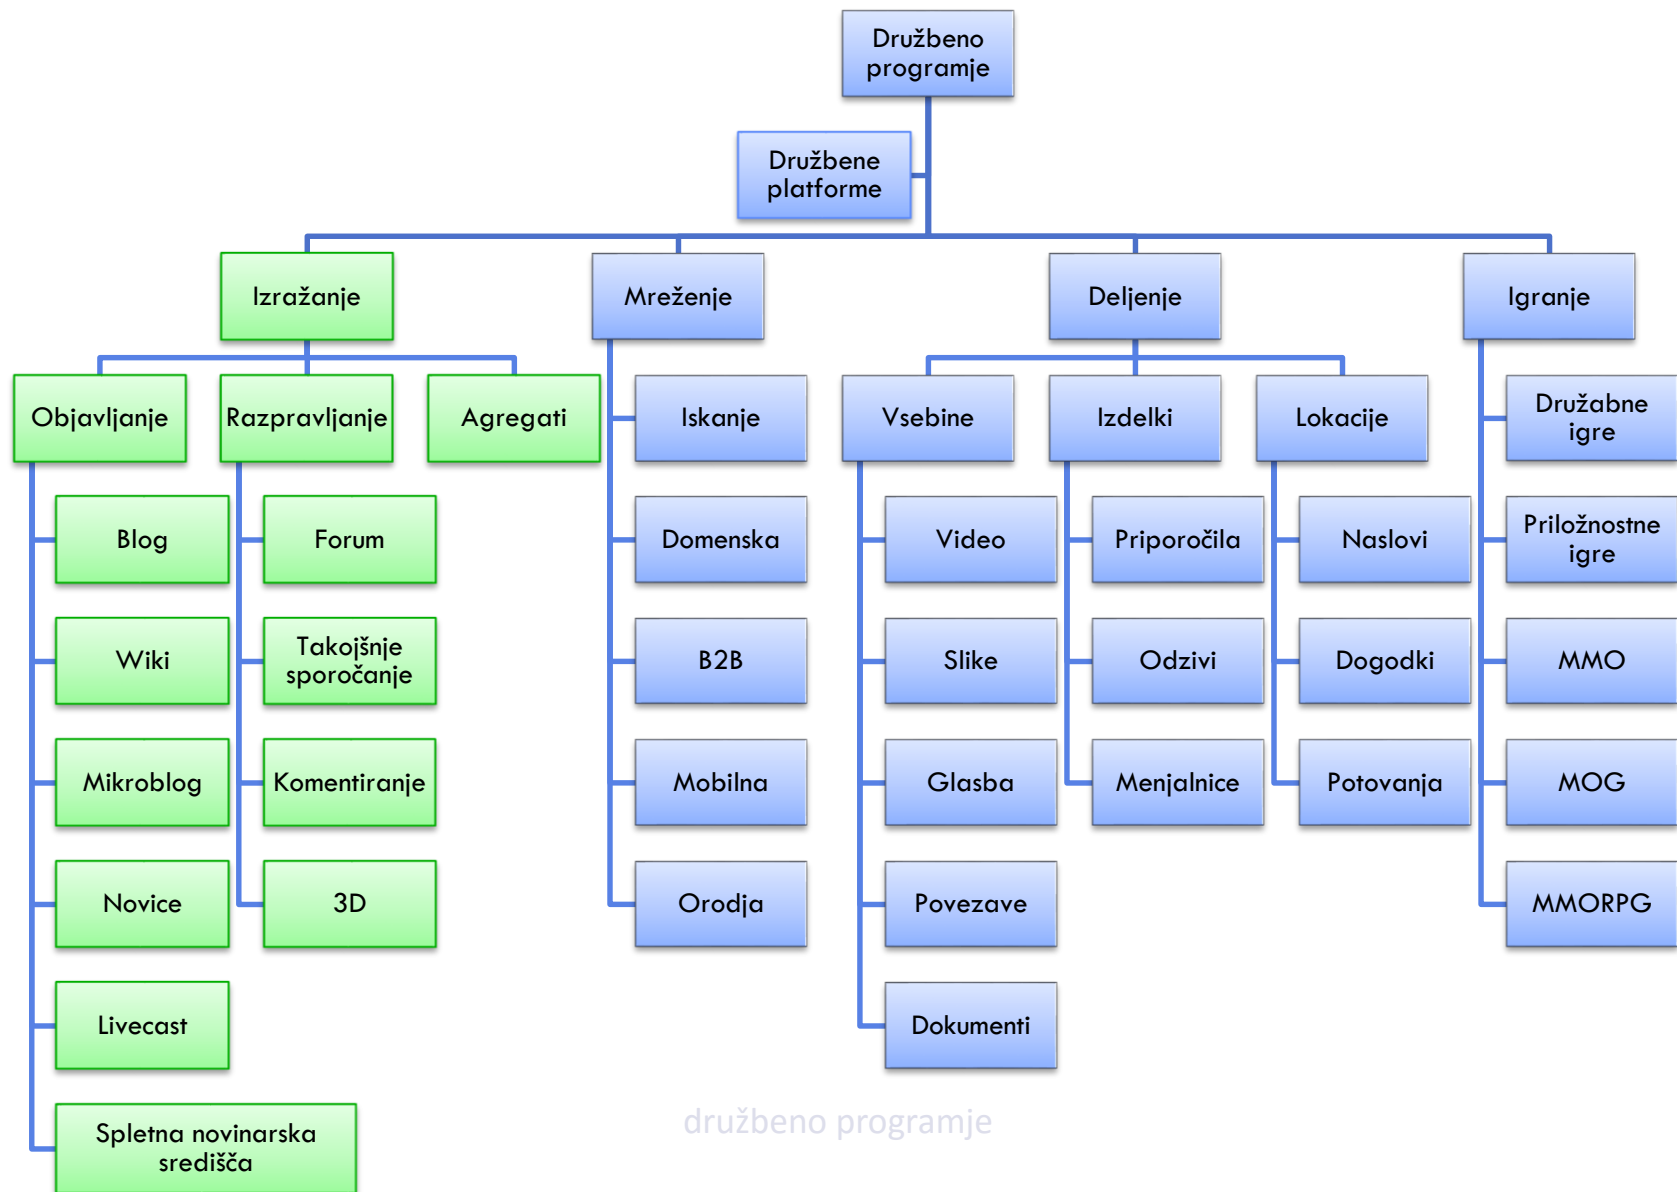 Družbeno
programje
Družbene
platforme
Izražanje
Mreženje
Deljenje
Igranje
Objavljanje
Razpravljanje
Agregati
Iskanje
Vsebine
Izdelki
Lokacije
Družabne
igre
Blog
Forum
Domenska
Video
Priporočila
Naslovi
Priložnostne
igre
Wiki
Takojšnje
sporočanje
B2B
Slike
Odzivi
Dogodki
MMO
Mikroblog
Komentiranje
Mobilna
Glasba
Menjalnice
Potovanja
MOG
Novice
3D
Orodja
Povezave
MMORPG
Livecast
Dokumenti
Spletna novinarska
središča
družbeno programje